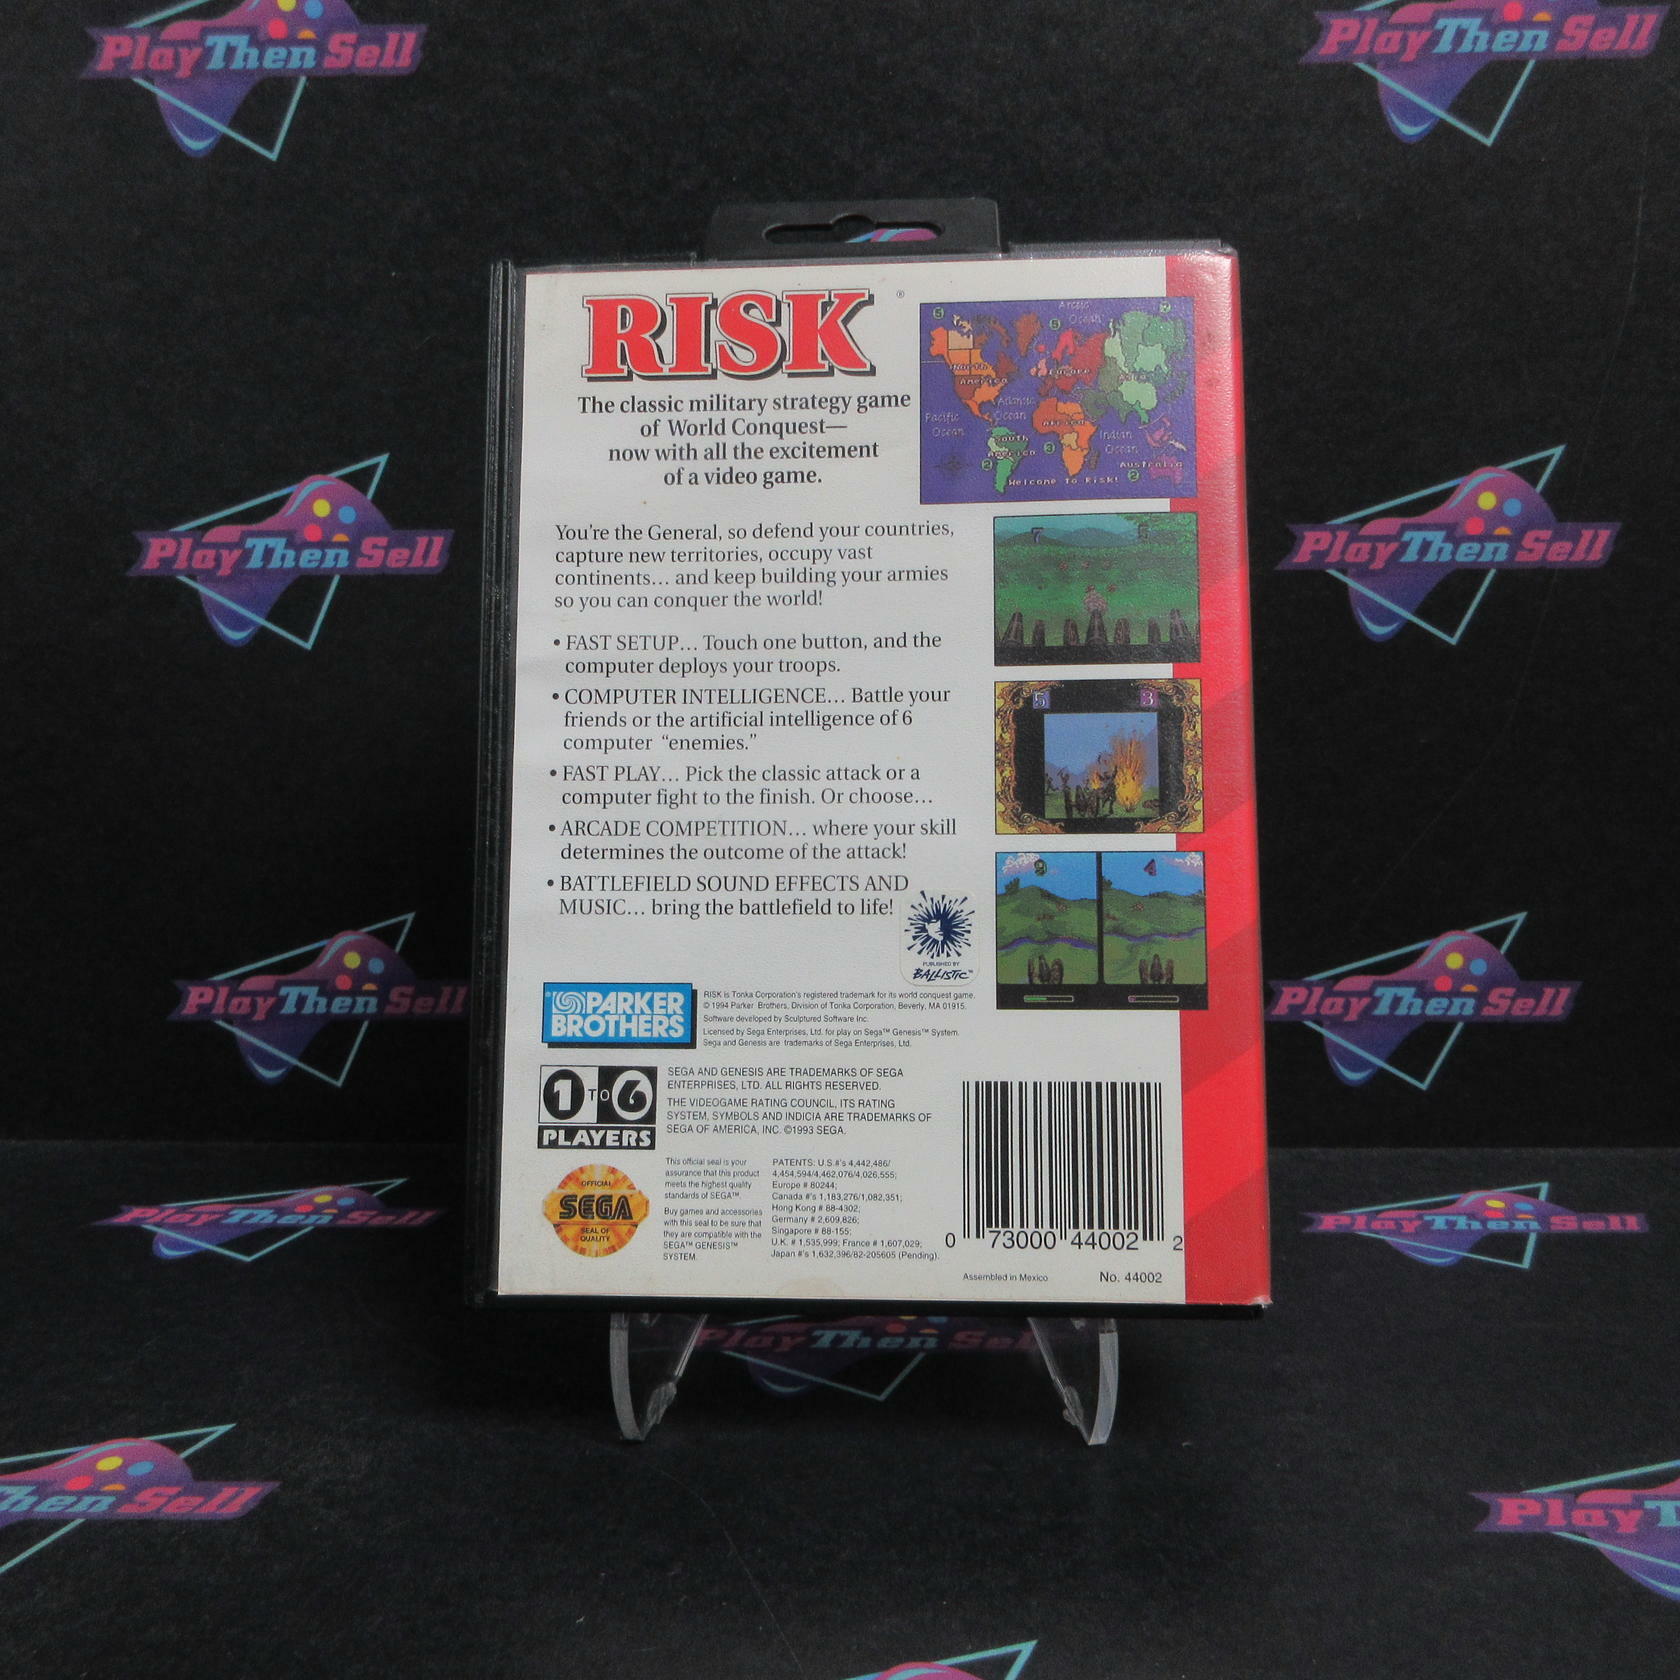 Play Then Sell
Play Then Sell
RISK®
The classic military strategy game
of World Conquest—
now with all the excitement
of a video game.
Arctic
Ocean
North
America
Europe
Asia
Atlantic
Ocean
Pacific
Ocean
Africa
Indian
Ocean
South
America
Australia
Welcome To Risk!
5
5
7
2
3
2
You're the General, so defend your countries,
capture new territories, occupy vast
continents... and keep building your armies
so you can conquer the world!
• FAST SETUP... Touch one button, and the
computer deploys your troops.
• COMPUTER INTELLIGENCE... Battle your
friends or the artificial intelligence of 6
computer “enemies.”
• FAST PLAY... Pick the classic attack or a
computer fight to the finish. Or choose...
• ARCADE COMPETITION... where your skill
determines the outcome of the attack!
• BATTLEFIELD SOUND EFFECTS AND
MUSIC... bring the battlefield to life!
5 3
9 4
PUBLISHED BY
BALLISTIC™
PARKER
BROTHERS
RISK is Tonka Corporation's registered trademark for its world conquest game.
© 1994 Parker Brothers, Division of Tonka Corporation, Beverly, MA 01915.
Software developed by Sculptured Software Inc.
Licensed by Sega Enterprises, Ltd. for play on Sega™ Genesis™ System.
Sega and Genesis are trademarks of Sega Enterprises, Ltd.
1 TO 6
PLAYERS
SEGA AND GENESIS ARE TRADEMARKS OF SEGA
ENTERPRISES, LTD. ALL RIGHTS RESERVED.
THE VIDEOGAME RATING COUNCIL, ITS RATING
SYSTEM, SYMBOLS AND INDICIA ARE TRADEMARKS OF
SEGA OF AMERICA, INC. ©1993 SEGA.
OFFICIAL
SEGA
SEAL OF
QUALITY
This official seal is your
assurance that this product
meets the highest quality
standards of SEGA™.
Buy games and accessories
with this seal to be sure that
they are compatible with the
SEGA™ GENESIS™
SYSTEM.
PATENTS: U.S.#'s 4,442,486/
4,454,594/4,462,076/4,026,555;
Europe # 80244;
Canada #'s 1,183,276/1,082,351;
Hong Kong # 88-4302;
Germany # 2,609,826;
Singapore # 88-155;
U.K. # 1,535,999; France # 1,607,029;
Japan #'s 1,632,396/82-205605 (Pending).
0 73000 44002 2
Assembled in Mexico No. 44002
Play Then Sell
Play Then Sell
Play Then Sell
Play Then Sell
Play Then Sell
Play Then Sell
Play Then Sell
Then Sell
Play T